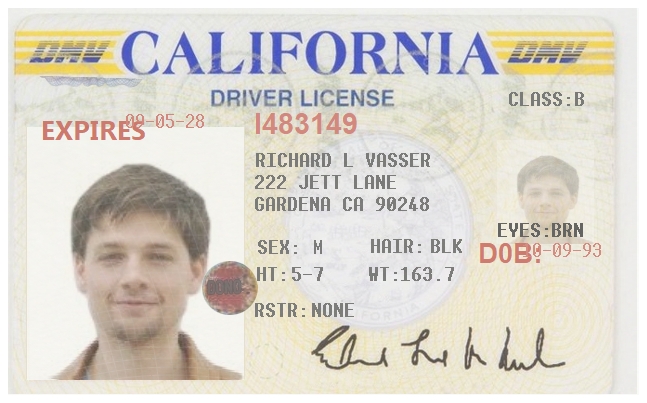 DMV CALIFORNIA DMV
DRIVER LICENSE
CLASS:B
EXPIRES 09-05-28
I483149
RICHARD L VASSER
222 JETT LANE
GARDENA CA 90248
EYES:BRN
SEX: M HAIR: BLK
D0B: 0-09-93
HT:5-7 WT:163.7
RSTR:NONE